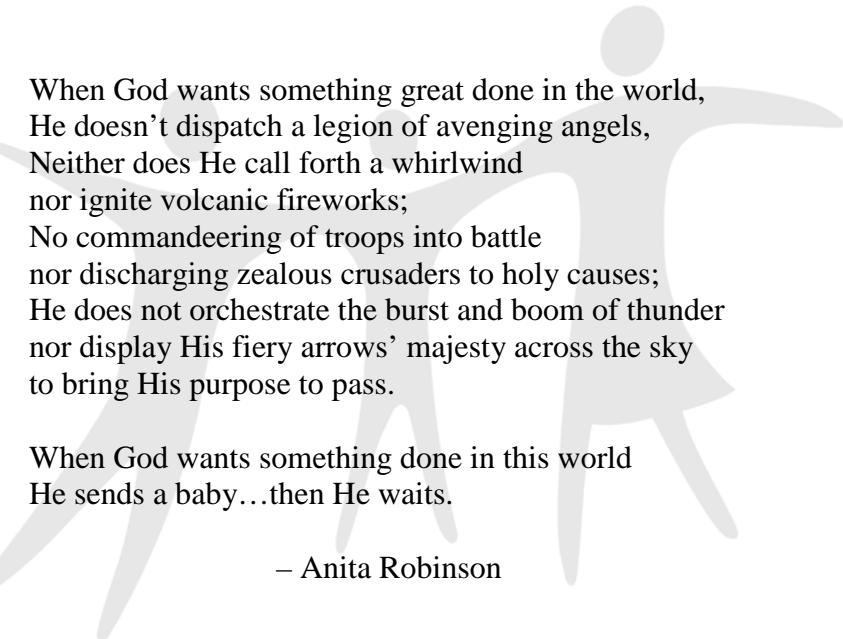 When God wants something great done in the world,
He doesn’t dispatch a legion of avenging angels,
Neither does He call forth a whirlwind
nor ignite volcanic fireworks;
No commandeering of troops into battle
nor discharging zealous crusaders to holy causes;
He does not orchestrate the burst and boom of thunder
nor display His fiery arrows’ majesty across the sky
to bring His purpose to pass.
When God wants something done in this world
He sends a baby…then He waits.
– Anita Robinson